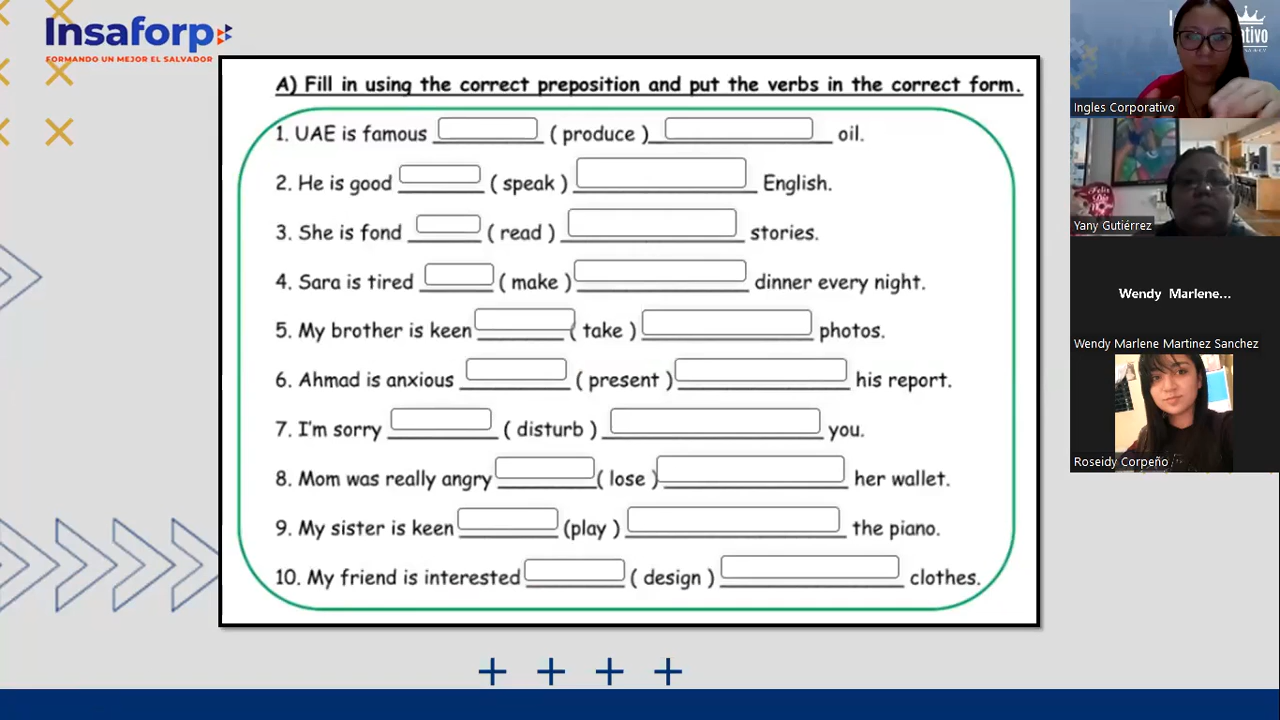 Insaforp
FORMANDO UN MEJOR EL SALVADOR
A) Fill in using the correct preposition and put the verbs in the correct form.
1. UAE is famous ( produce ) oil.
2. He is good ( speak ) English.
3. She is fond ( read ) stories.
4. Sara is tired ( make ) dinner every night.
5. My brother is keen ( take ) photos.
6. Ahmad is anxious ( present ) his report.
7. I'm sorry ( disturb ) you.
8. Mom was really angry ( lose ) her wallet.
9. My sister is keen (play ) the piano.
10. My friend is interested ( design ) clothes.
Ingles Corporativo
Yany Gutiérrez
Wendy Marlene...
Wendy Marlene Martinez Sanchez
Roseidy Corpeño